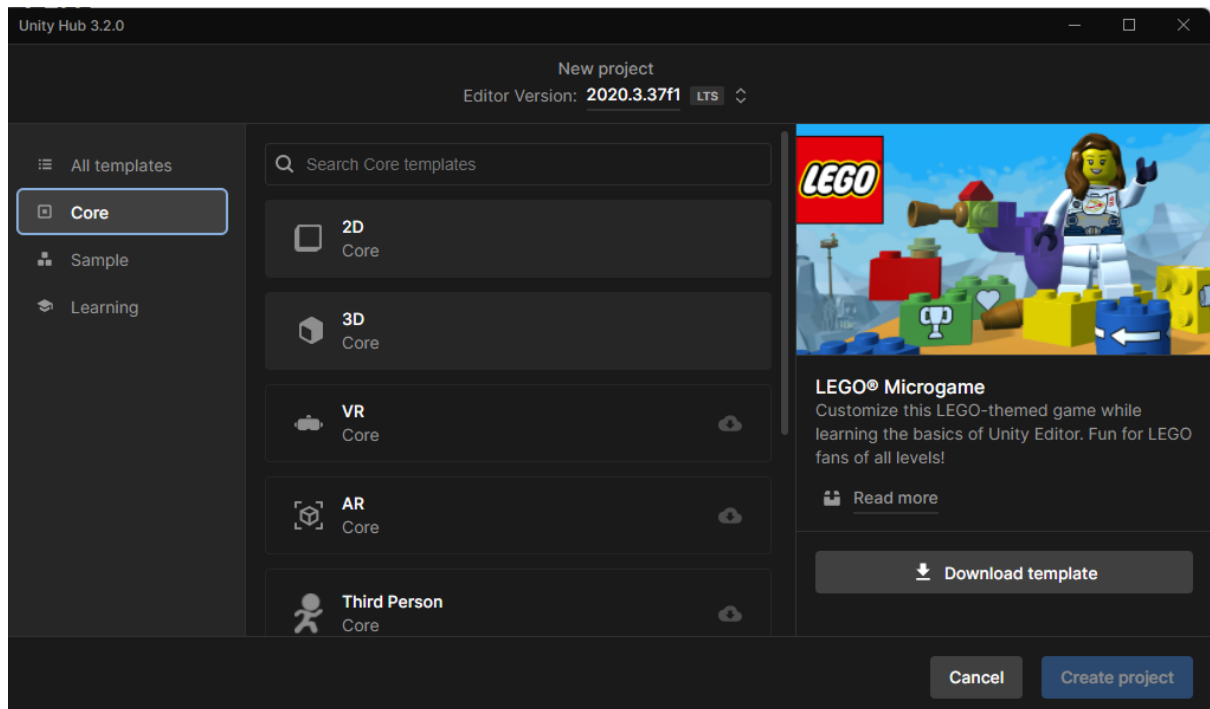 Unity Hub 3.2.0
New project
Editor Version: 2020.3.37f1 LTS
All templates
Core
Sample
Learning
Search Core templates
2D
Core
3D
Core
VR
Core
AR
Core
Third Person
Core
LEGO
LEGO® Microgame
Customize this LEGO-themed game while
learning the basics of Unity Editor. Fun for LEGO
fans of all levels!
Read more
Download template
Cancel
Create project